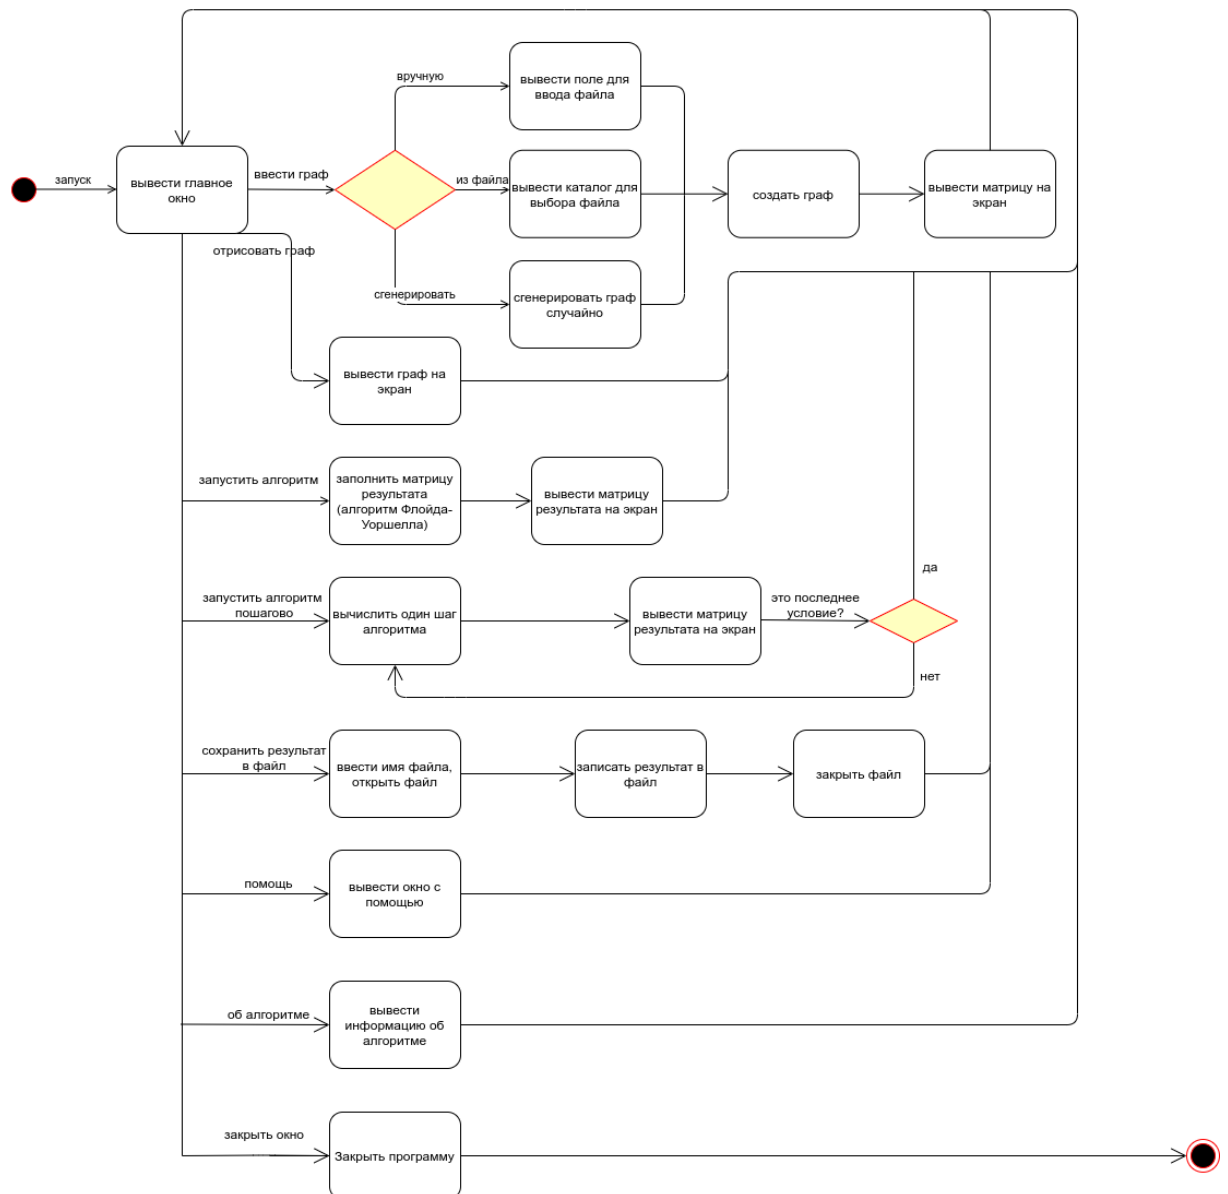 вручную
вывести поле для
ввода файла
запуск
вывести главное
окно
ввести граф
из файла
вывести каталог для
выбора файла
создать граф
вывести матрицу на
экран
отрисовать граф
сгенерировать
сгенерировать граф
случайно
вывести граф на
экран
запустить алгоритм
заполнить матрицу
результата
(алгоритм Флойда-
Уоршелла)
вывести матрицу
результата на экран
да
запустить алгоритм
пошагово
вычислить один шаг
алгоритма
вывести матрицу
результата на экран
это последнее
условие?
нет
сохранить результат
в файл
ввести имя файла,
открыть файл
записать результат в
файл
закрыть файл
помощь
вывести окно с
помощью
об алгоритме
вывести
информацию об
алгоритме
закрыть окно
Закрыть программу